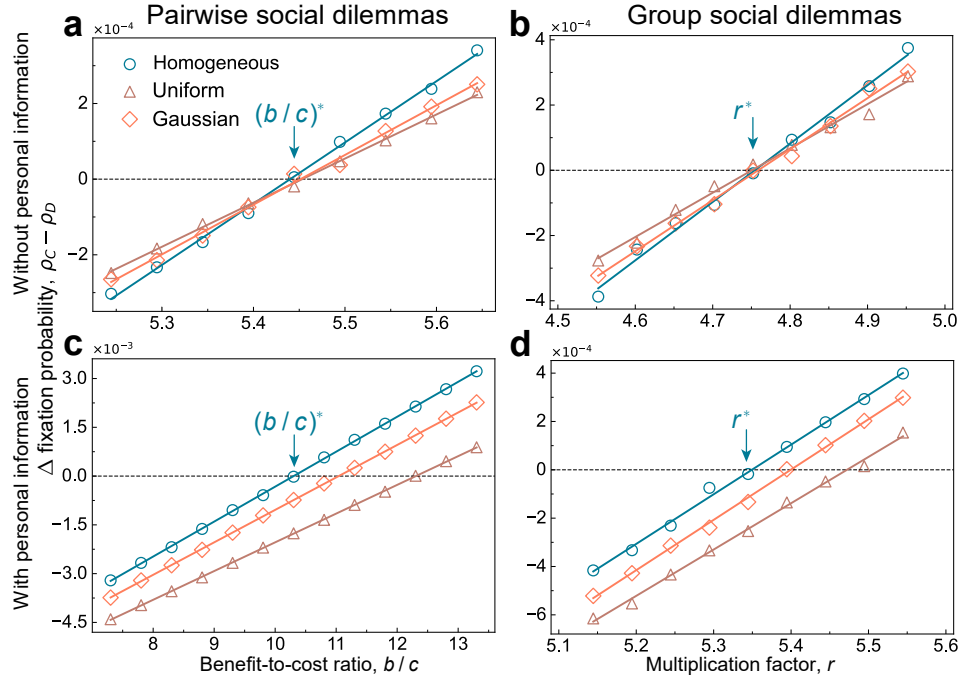 Pairwise social dilemmas
Group social dilemmas
Without personal information
With personal information
Δ fixation probability, ρC − ρD
a
×10⁻⁴
Homogeneous
Uniform
Gaussian
(b / c)*
2
0
−2
5.3 5.4 5.5 5.6
b
×10⁻⁴
r*
4
2
0
−2
−4
4.5 4.6 4.7 4.8 4.9 5.0
c
×10⁻³
(b / c)*
3.0
1.5
0.0
−1.5
−3.0
−4.5
8 9 10 11 12 13
Benefit-to-cost ratio, b / c
d
×10⁻⁴
r*
4
2
0
−2
−4
−6
5.1 5.2 5.3 5.4 5.5 5.6
Multiplication factor, r